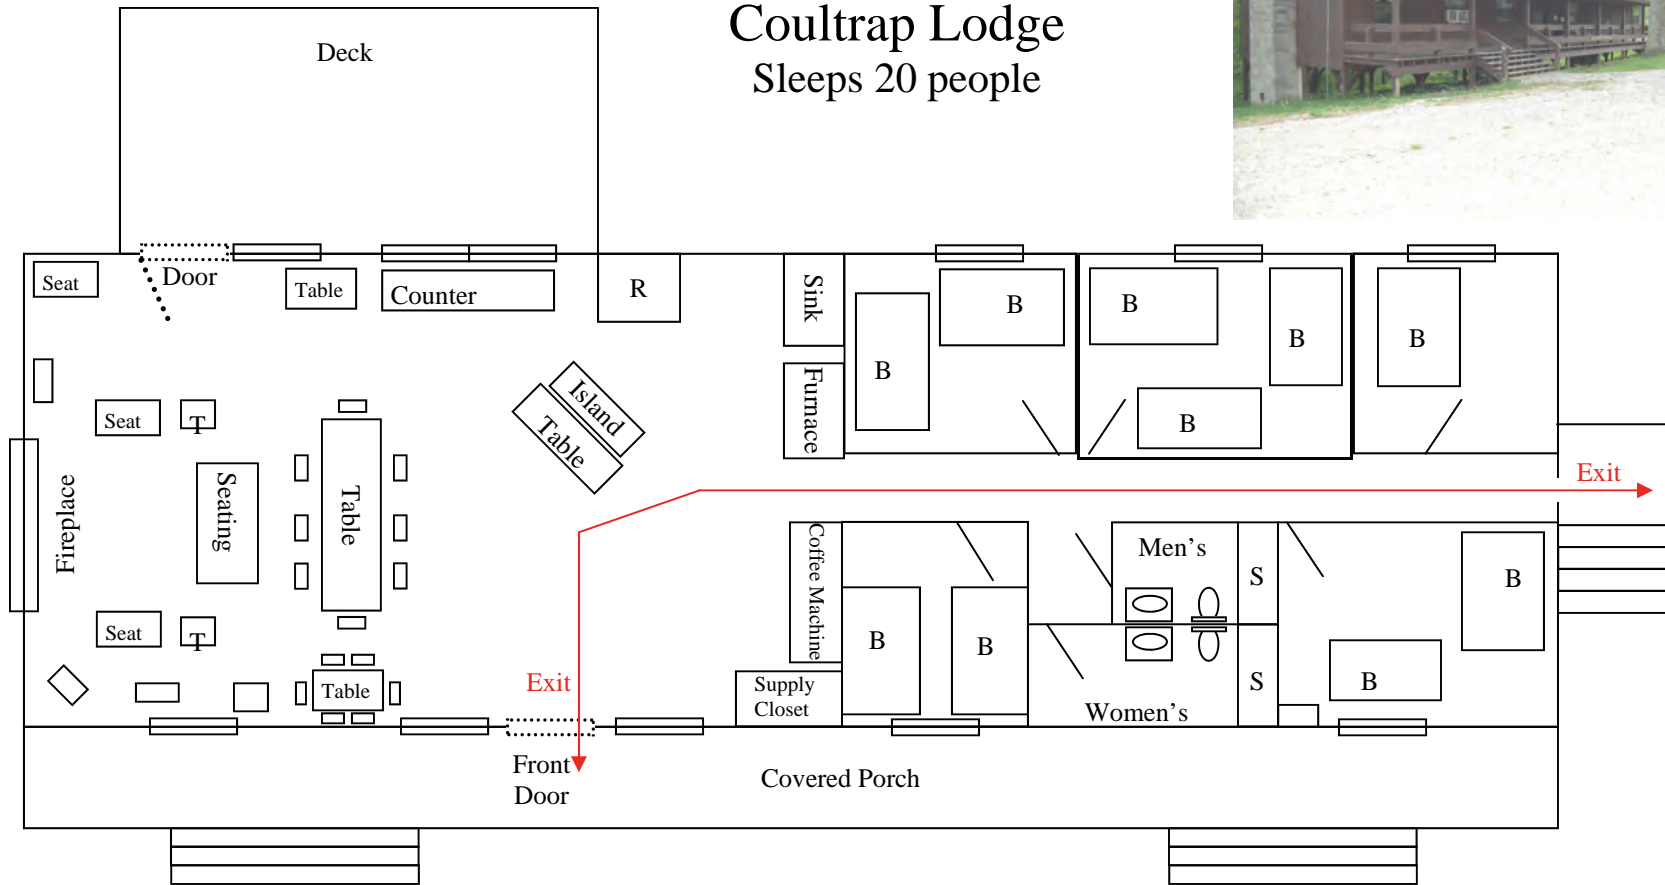 Coultrap Lodge
Sleeps 20 people
Deck
Seat
Door
Table
Counter
R
Sink
B
B
B
B
B
B
Furnace
Island
Table
Seat
T
Fireplace
Seating
Table
Exit
Coffee Machine
Men's
S
B
B
B
Seat
T
Exit
Table
Supply
Closet
Women's
S
B
Front
Door
Covered Porch